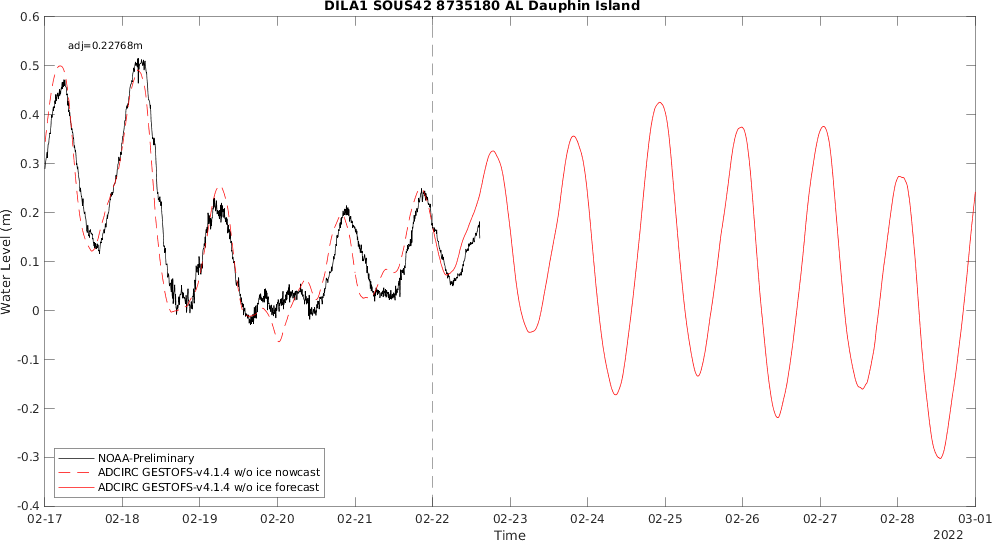 DILA1 SOUS42 8735180 AL Dauphin Island
adj=0.22768m
0.6
0.5
0.4
0.3
0.2
0.1
0
-0.1
-0.2
-0.3
-0.4
Water Level (m)
NOAA-Preliminary
ADCIRC GESTOFS-v4.1.4 w/o ice nowcast
ADCIRC GESTOFS-v4.1.4 w/o ice forecast
02-17 02-18 02-19 02-20 02-21 02-22 02-23 02-24 02-25 02-26 02-27 02-28 03-01
Time
2022